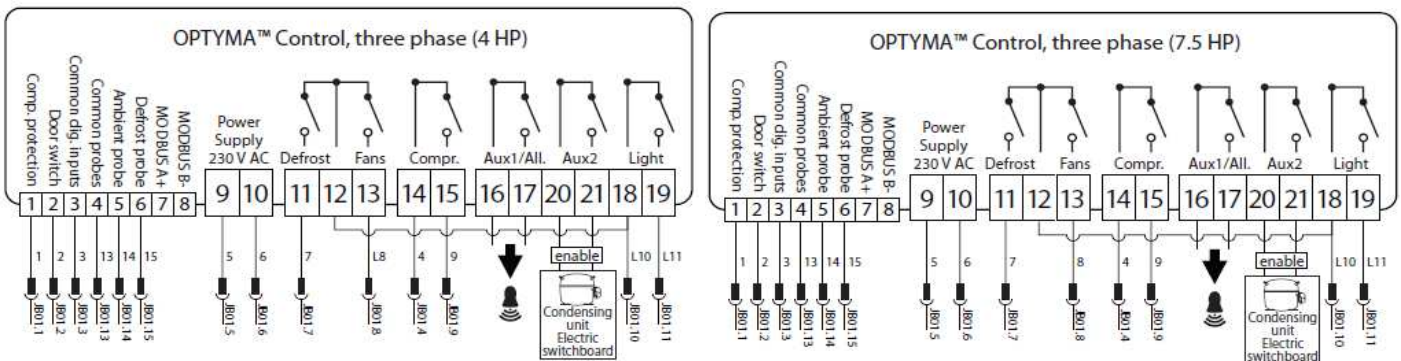 OPTYMA™ Control, three phase (4 HP)
Comp. protection
Door switch
Common dig. inputs
Common probes
Ambient probe
Defrost probe
MODBUS A+
MODBUS B-
Power
Supply
230 V AC
Defrost
Fans
Compr.
Aux1/All.
Aux2
Light
1 2 3 4 5 6 7 8
9 10
11 12 13
14 15
16 17 20 21 18 19
1 2 3 13 14 15
5 6
7 L8
4 9
enable
L10 L11
JB01.1
JB01.2
JB01.3
JB01.13
JB01.14
JB01.15
JB01.5
JB01.6
JB01.7
JB01.8
JB01.4
JB01.9
Condensing
unit
Electric
switchboard
JB01.10
JB01.11
OPTYMA™ Control, three phase (7.5 HP)
Comp. protection
Door switch
Common dig. inputs
Common probes
Ambient probe
Defrost probe
MODBUS A+
MODBUS B-
Power
Supply
230 V AC
Defrost
Fans
Compr.
Aux1/All.
Aux2
Light
1 2 3 4 5 6 7 8
9 10
11 12 13
14 15
16 17 20 21 18 19
1 2 3 13 14 15
5 6
7 8
4 9
enable
L10 L11
JB01.1
JB01.2
JB01.3
JB01.13
JB01.14
JB01.15
JB01.5
JB01.6
JB01.7
JB01.8
JB01.4
JB01.9
Condensing
unit
Electric
switchboard
JB01.10
JB01.11